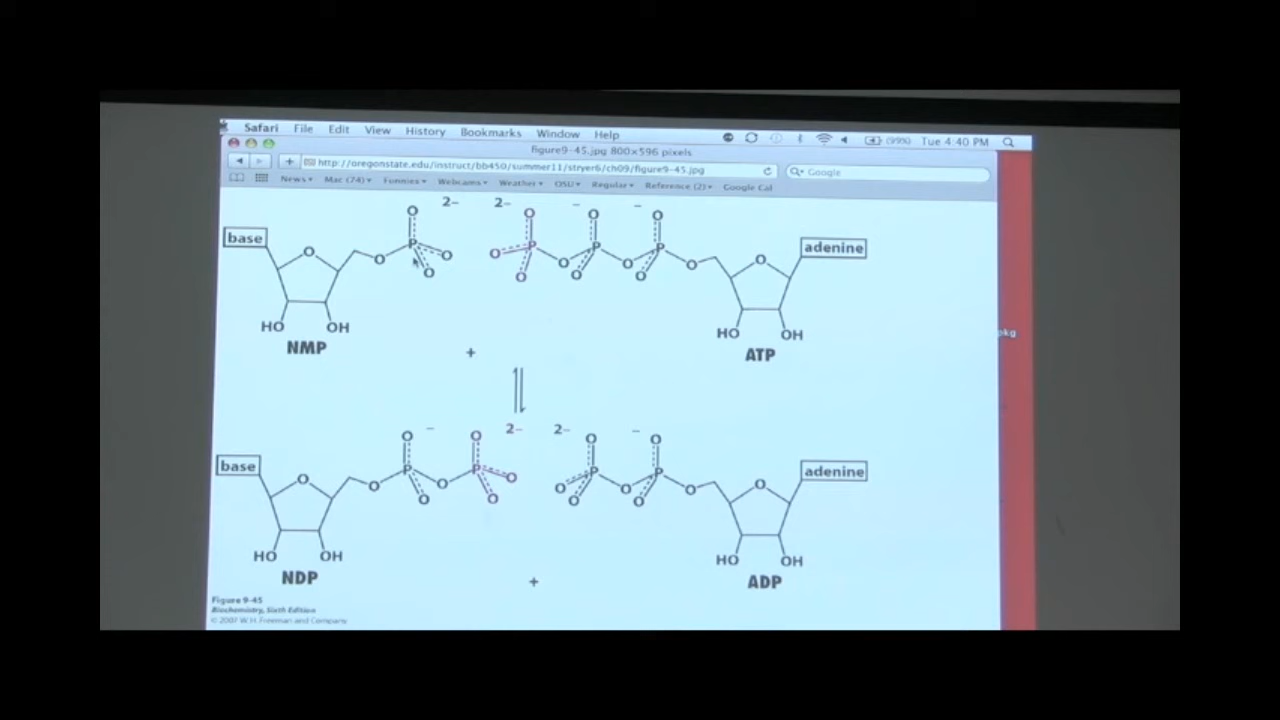 Safari File Edit View History Bookmarks Window Help (99%) Tue 4:40 PM
figure9-45.jpg 800×596 pixels
http://oregonstate.edu/instruct/bb450/summer11/stryer6/ch09/figure9-45.jpg Google
News Mac (74) Funnies Webcams Weather OSU Regular Reference (2) Google Cal
2– 2– – –
O O O O
base O P O O P P P O adenine
O O O O O O O
HO OH HO OH
NMP + ATP
pkg
– 2– 2– –
O O O O
base O P P O P P O adenine
O O O O O O O O
HO OH HO OH
NDP + ADP
Figure 9-45
Biochemistry, Sixth Edition
© 2007 W.H. Freeman and Company